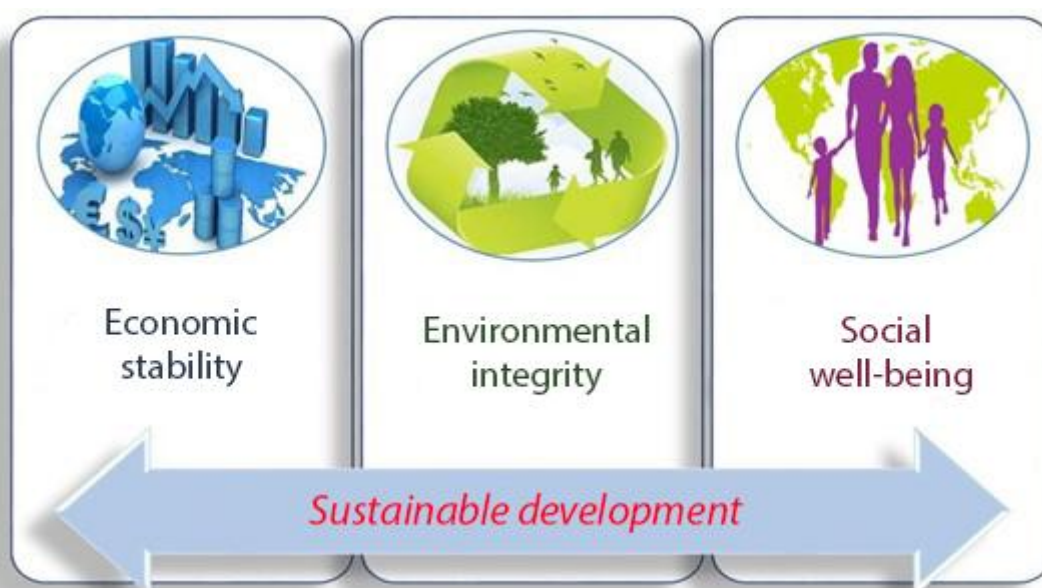 € $ ¥
Economic
stability
Environmental
integrity
Social
well-being
Sustainable development